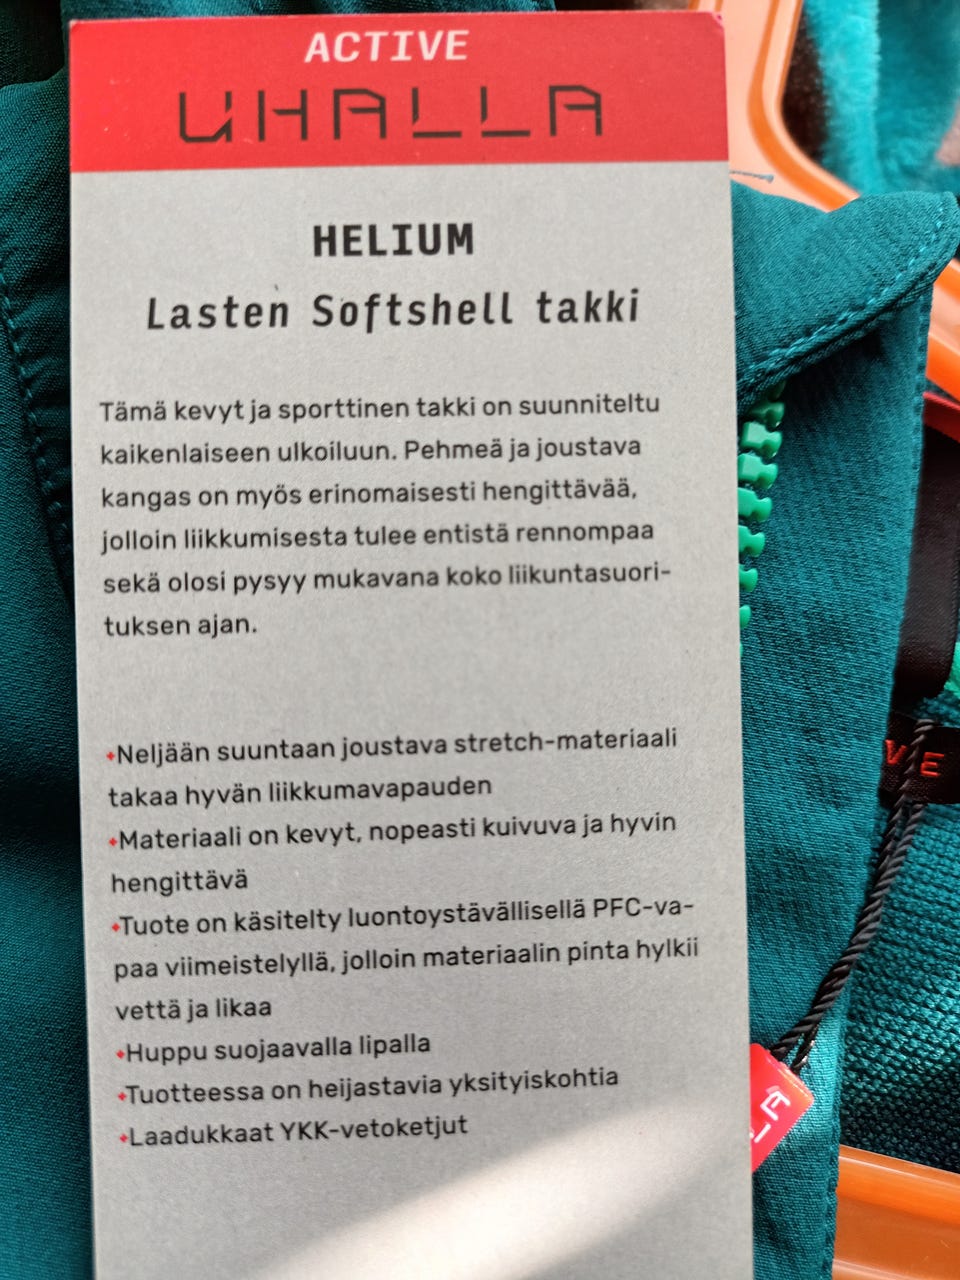 ACTIVE
UHALLA
HELIUM
Lasten Softshell takki
Tämä kevyt ja sporttinen takki on suunniteltu
kaikenlaiseen ulkoiluun. Pehmeä ja joustava
kangas on myös erinomaisesti hengittävää,
jolloin liikkumisesta tulee entistä rennompaa
sekä olosi pysyy mukavana koko liikuntasuori-
tuksen ajan.
+Neljään suuntaan joustava stretch-materiaali
takaa hyvän liikkumavapauden
+Materiaali on kevyt, nopeasti kuivuva ja hyvin
hengittävä
+Tuote on käsitelty luontoystävällisellä PFC-va-
paa viimeistelyllä, jolloin materiaalin pinta hylkii
vettä ja likaa
+Huppu suojaavalla lipalla
+Tuotteessa on heijastavia yksityiskohtia
+Laadukkaat YKK-vetoketjut